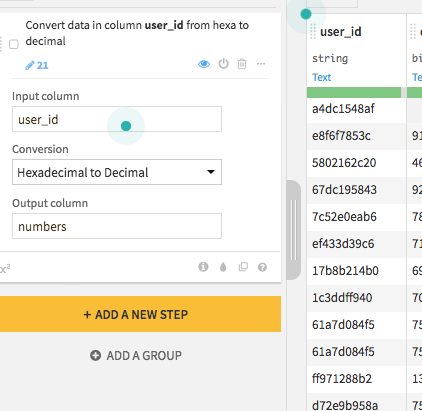 Convert data in column user_id from hexa to
decimal
21
Input column
user_id
Conversion
Hexadecimal to Decimal
Output column
numbers
x²
+ ADD A NEW STEP
ADD A GROUP
user_id
string
bi
Text
Te
a4dc1548af
e8f6f7853c 91
5802162c20 46
67dc195843 92
7c52e0eab6 78
ef433d39c6 71
17b8b214b0 69
1c3ddff940 70
61a7d084f5 75
61a7d084f5 75
ff971288b2 13
d72e9b958a 75